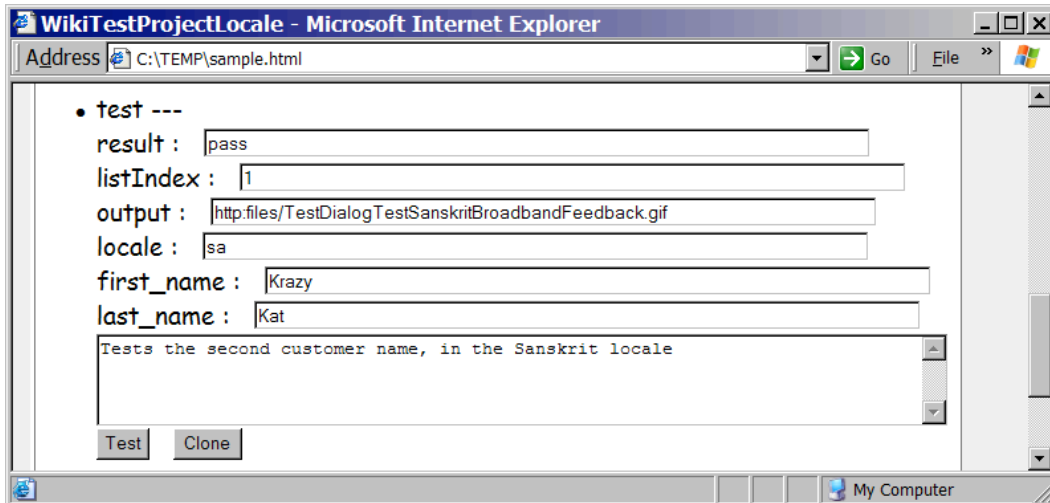 WikiTestProjectLocale - Microsoft Internet Explorer
Address C:\TEMP\sample.html Go File »
• test ---
result : pass
listIndex : 1
output : http:files/TestDialogTestSanskritBroadbandFeedback.gif
locale : sa
first_name : Krazy
last_name : Kat
Tests the second customer name, in the Sanskrit locale
Test Clone
My Computer